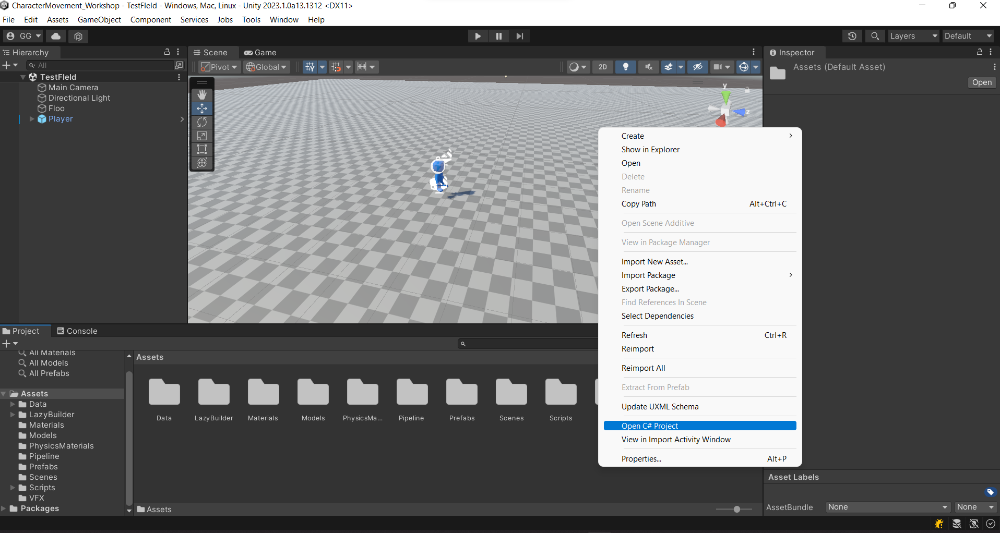 CharacterMovement_Workshop - TestFIeld - Windows, Mac, Linux - Unity 2023.1.0a13.1312 <DX11>
File Edit Assets GameObject Component Services Jobs Tools Window Help
GG Layers Default
Hierarchy
All
TestFIeld
Main Camera
Directional Light
Floo
Player
Scene Game
Pivot Global 2D
y
z
Inspector
Assets (Default Asset)
Open
Create
Show in Explorer
Open
Delete
Rename
Copy Path Alt+Ctrl+C
Open Scene Additive
View in Package Manager
Import New Asset...
Import Package
Export Package...
Find References In Scene
Select Dependencies
Refresh Ctrl+R
Reimport
Reimport All
Extract From Prefab
Update UXML Schema
Open C# Project
View in Import Activity Window
Properties... Alt+P
Project Console
All Materials
All Models
All Prefabs
Assets
Data
LazyBuilder
Materials
Models
PhysicsMaterials
Pipeline
Prefabs
Scenes
Scripts
VFX
Packages
Assets
Data LazyBuilder Materials Models PhysicsMa... Pipeline Prefabs Scenes Scripts
Assets
Asset Labels
AssetBundle None None